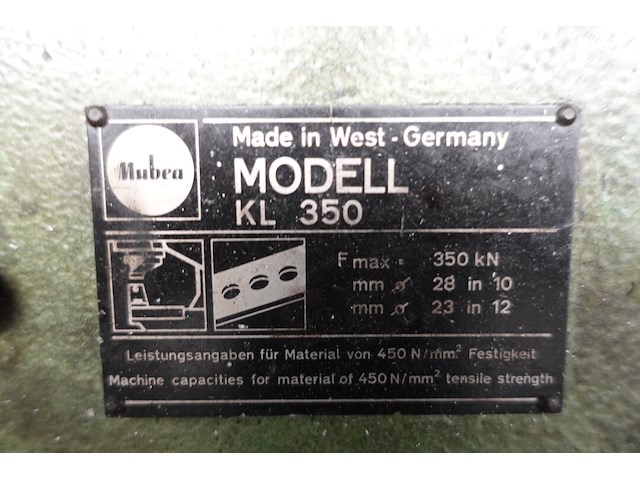 Mubea
Made in West - Germany
MODELL
KL 350
F max = 350 kN
mm ⌀ 28 in 10
mm ⌀ 23 in 12
Leistungsangaben für Material von 450 N/mm² Festigkeit
Machine capacities for material of 450 N/mm² tensile strength